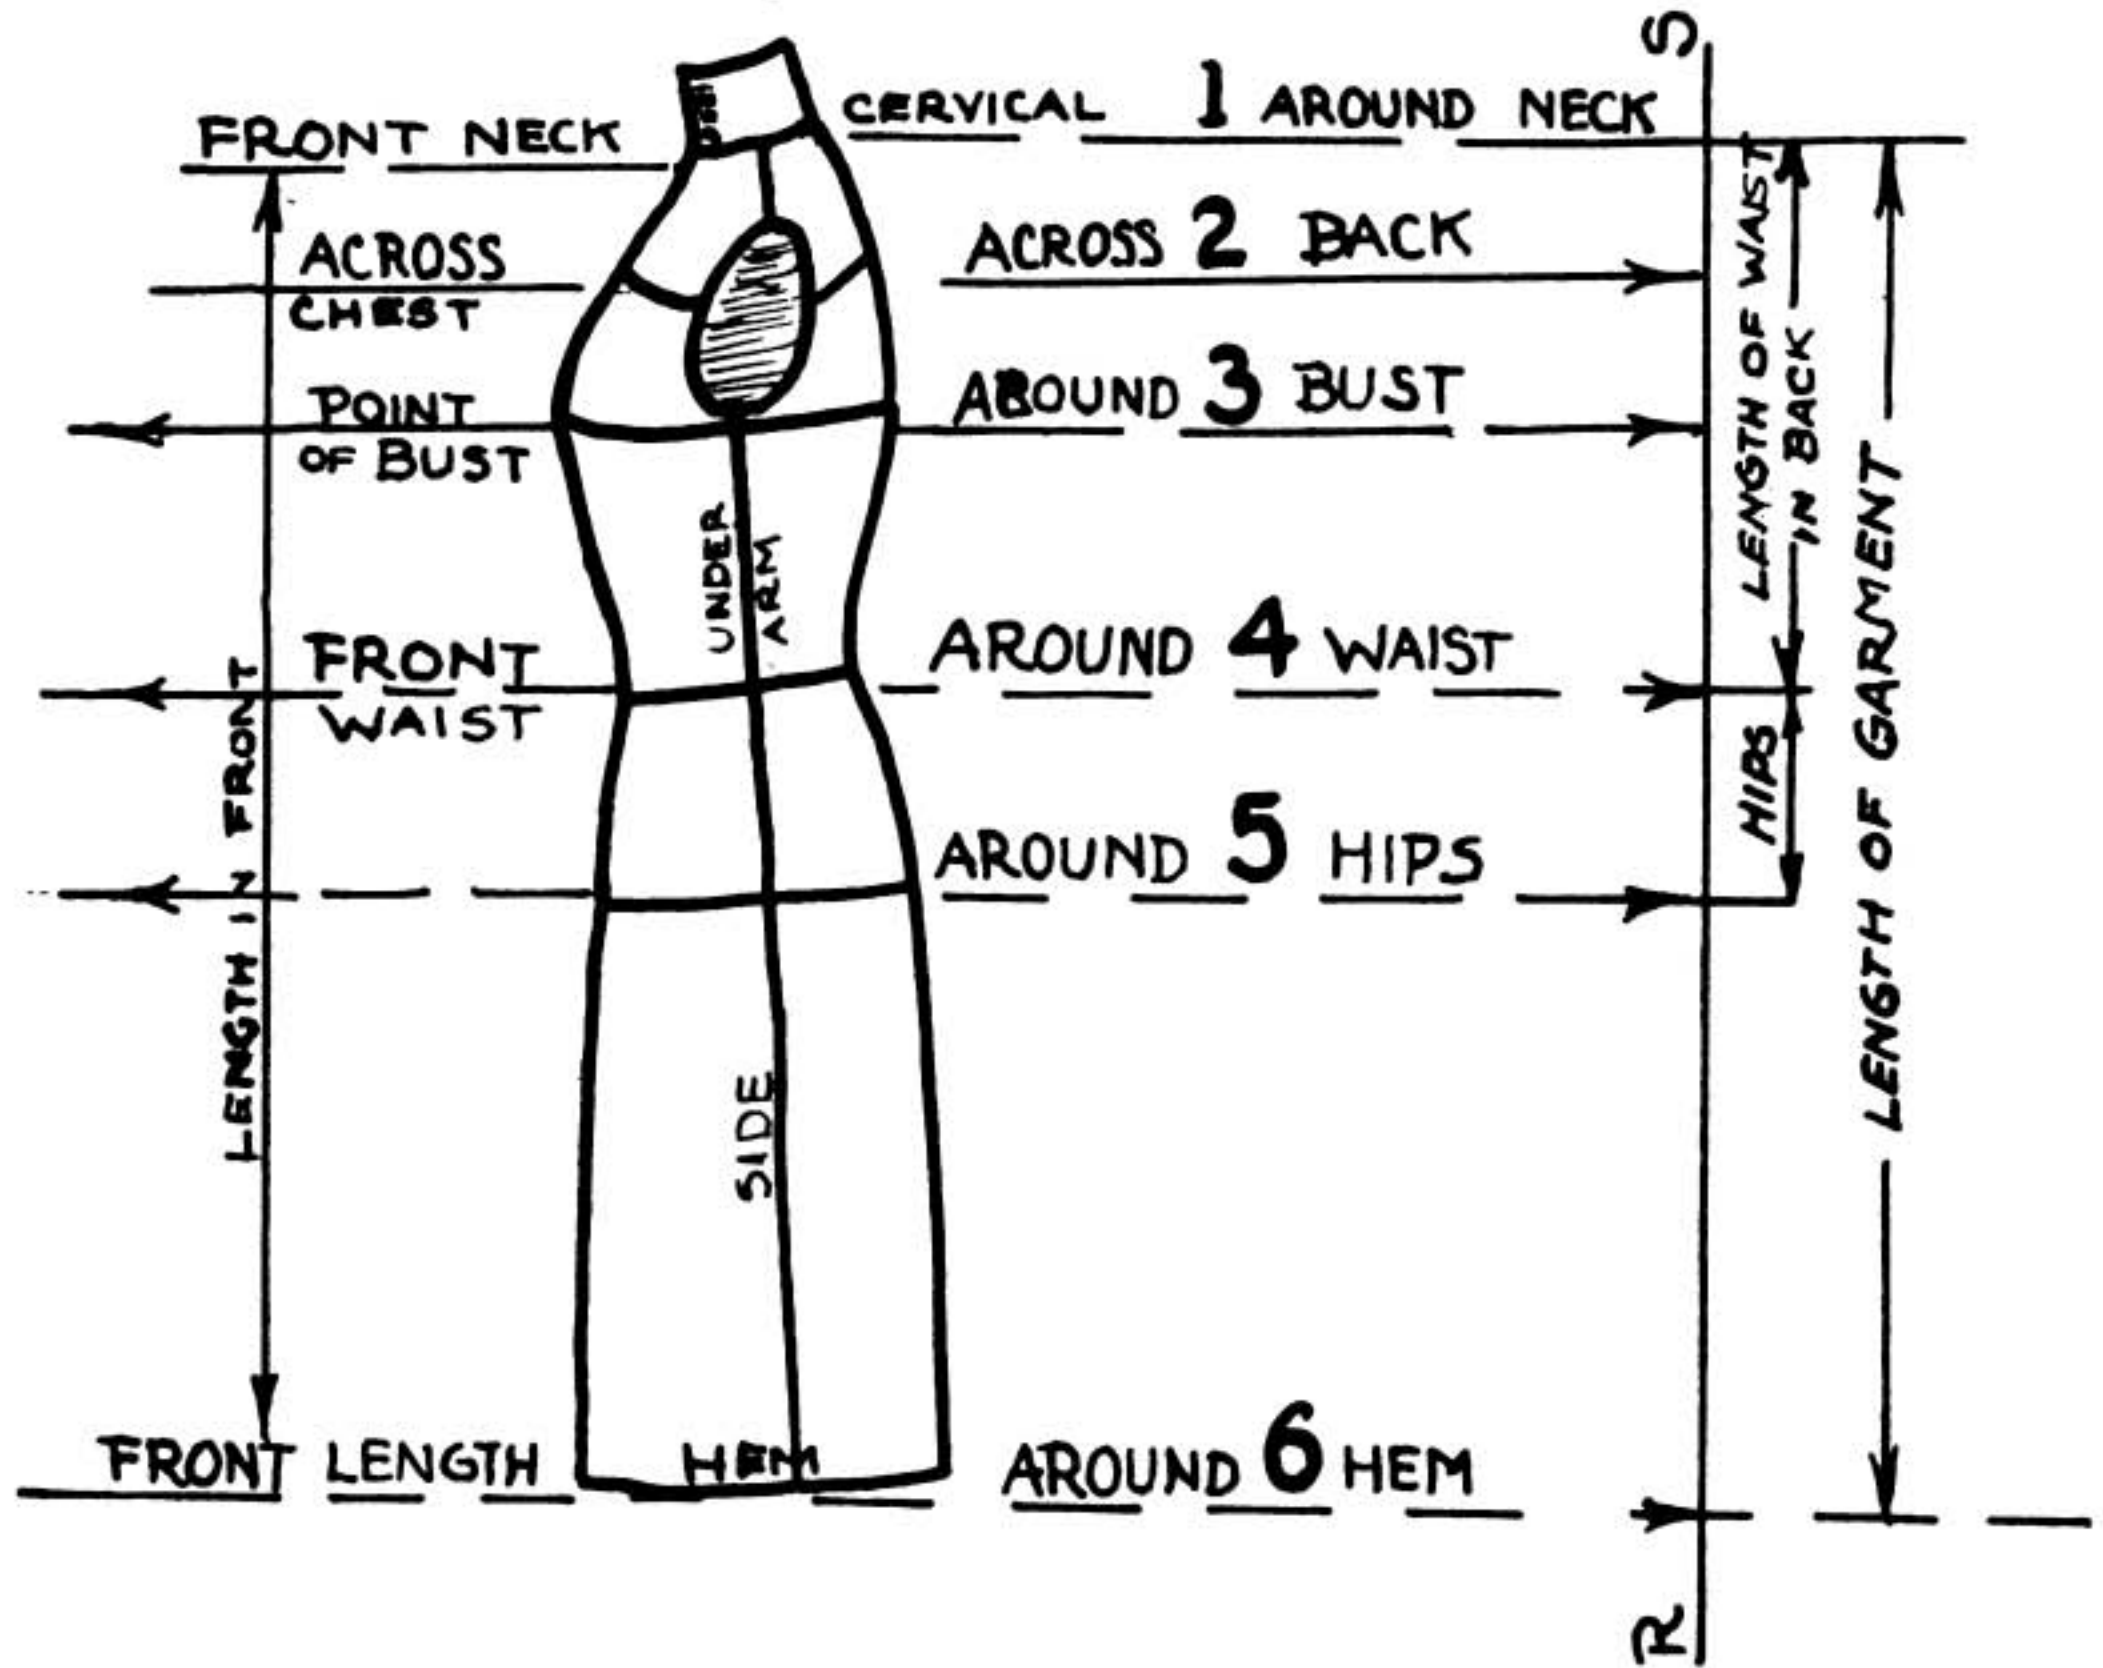 S
CERVICAL 1 AROUND NECK
FRONT NECK
ACROSS 2 BACK
ACROSS
CHEST
AROUND 3 BUST
POINT
OF BUST
LENGTH OF WAIST
IN BACK
UNDER
ARM
AROUND 4 WAIST
FRONT
WAIST
LENGTH OF GARMENT
HIPS
LENGTH IN FRONT
AROUND 5 HIPS
SIDE
FRONT LENGTH
HEM
AROUND 6 HEM
R